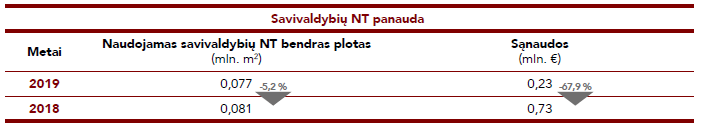 Savivaldybių NT panauda
Metai Naudojamas savivaldybių NT bendras plotas (mln. m²) Sąnaudos (mln. €)
2019 0,077 -5,2 % 0,23 -67,9 %
2018 0,081 0,73